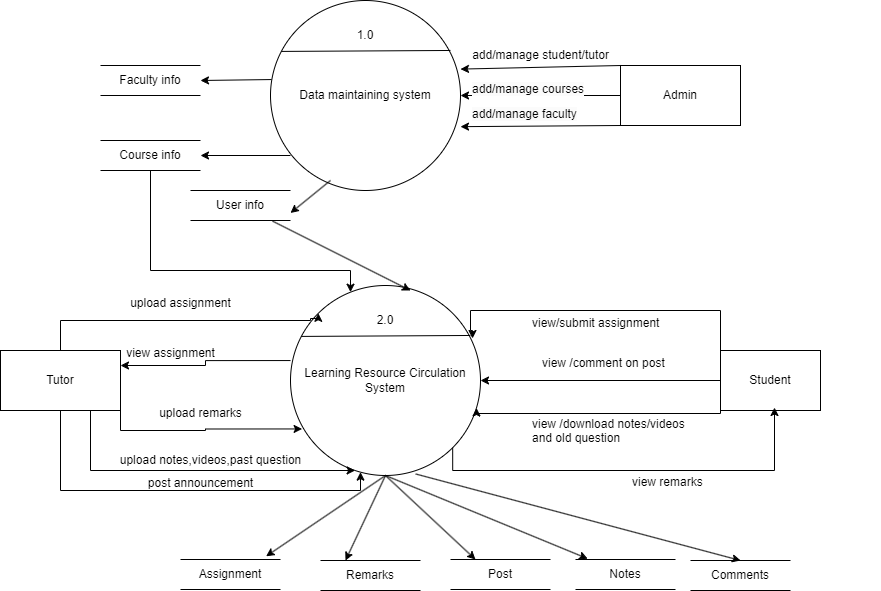 1.0
add/manage student/tutor
Faculty info
Data maintaining system
add/manage courses
Admin
add/manage faculty
Course info
User info
upload assignment
2.0
view/submit assignment
view assignment
view /comment on post
Tutor
Learning Resource Circulation
System
Student
upload remarks
view /download notes/videos
and old question
upload notes,videos,past question
post announcement
view remarks
Assignment
Remarks
Post
Notes
Comments